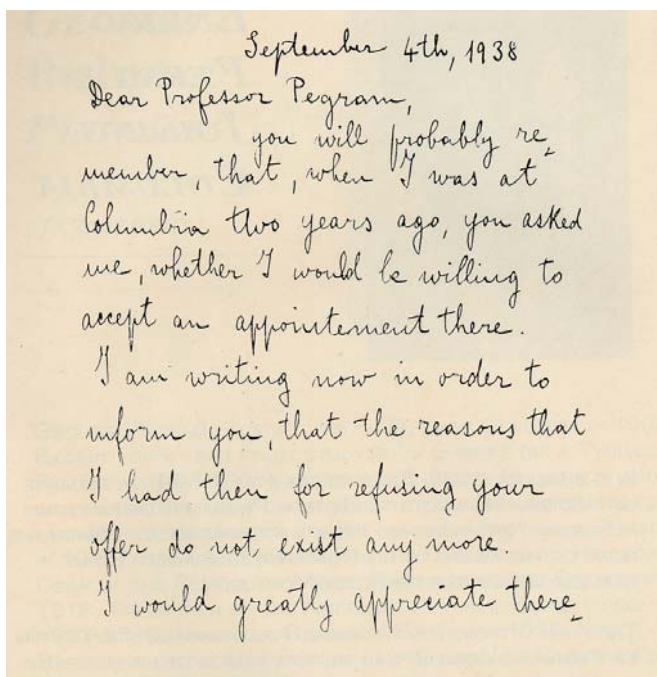 September 4th, 1938
Dear Professor Pegram,
you will probably re-
member, that, when I was at
Columbia two years ago, you asked
me, whether I would be willing to
accept an appointement there.
I am writing now in order to
inform you, that the reasons that
I had then for refusing your
offer do not exist any more.
I would greatly appreciate there-